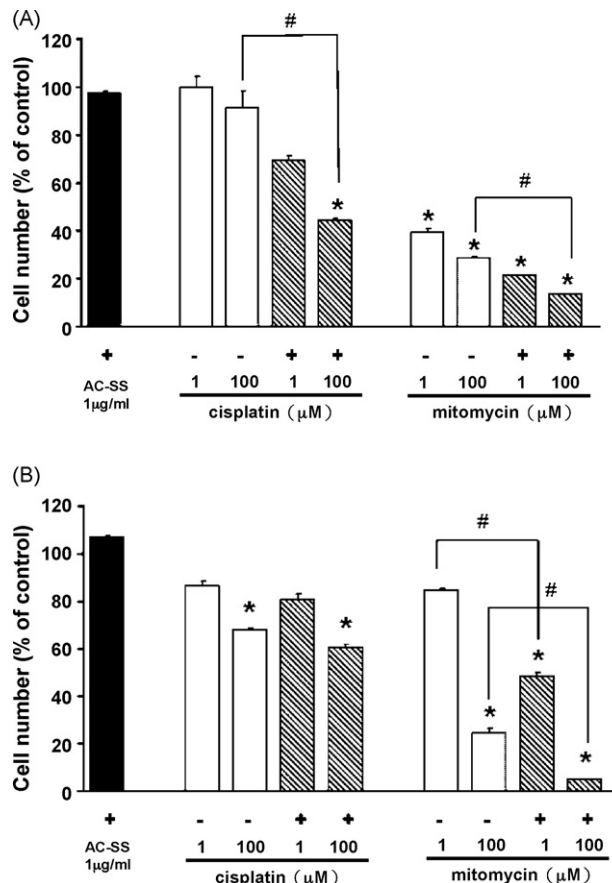 (A)
Cell number (% of control)
120
100
80
60
40
20
0
#
#
*
*
*
*
*
+ - - + + - - + +
AC-SS
1μg/ml
1 100 1 100 1 100 1 100
cisplatin (μM) mitomycin (μM)
(B)
Cell number (% of control)
120
100
80
60
40
20
0
#
#
*
*
*
*
*
+ - - + + - - + +
AC-SS
1μg/ml
1 100 1 100 1 100 1 100
cisplatin (μM) mitomycin (μM)